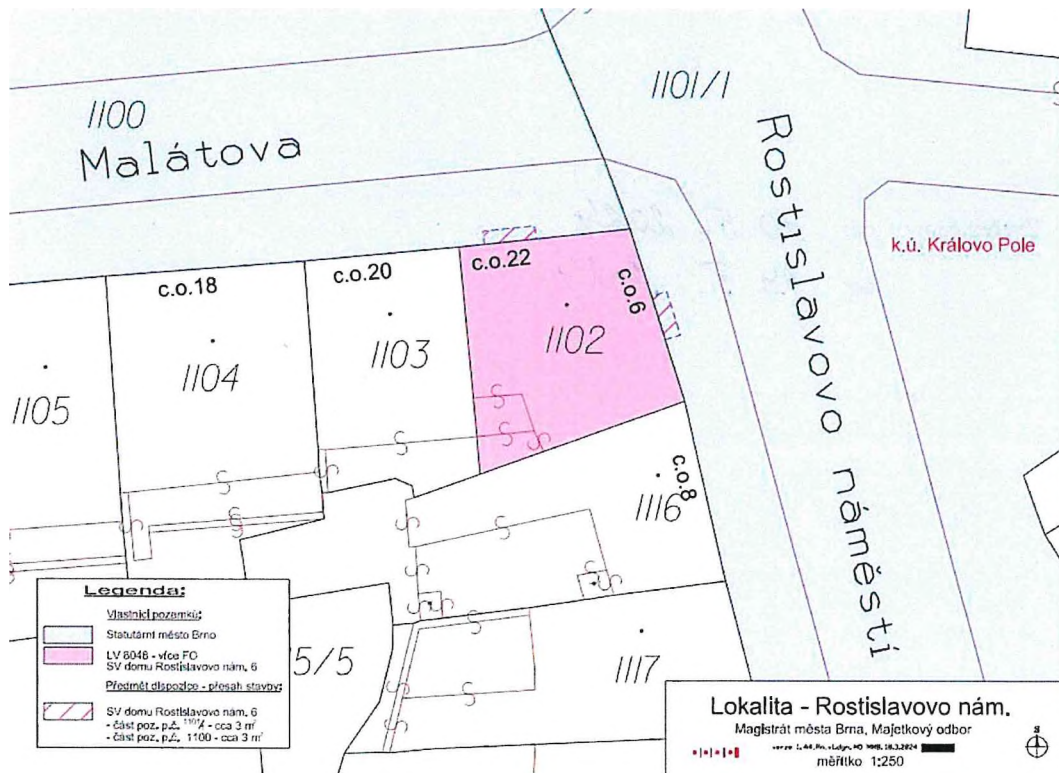 1100
Malátova
1101/1
Rostislavovo náměstí
k.ú. Královo Pole
c.o.18
c.o.20
c.o.22
c.o.6
1105
1104
1103
1102
c.o.8
1116
5/5
1117
Legenda:
Vlastníci pozemků:
Statutární město Brno
LV 8046 - více FO
SV domu Rostislavovo nám. 6
Předmět dispozice - přesah stavby:
SV domu Rostislavovo nám. 6
- část poz. p.č. 1101/1 - cca 3 m²
- část poz. p.č. 1100 - cca 3 m²
Lokalita - Rostislavovo nám.
Magistrát města Brna, Majetkový odbor
měřítko 1:250